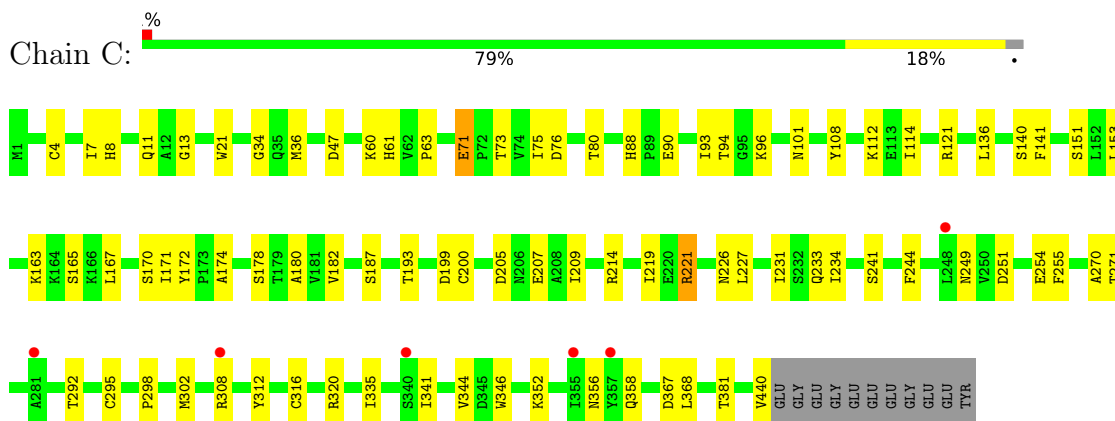 %
Chain C:
79%
18%
M1 C4 I7 H8 Q11 A12 G13 W21 G34 Q35 M36 D47 K60 H61 V62 P63 E71 P72 T73 V74 I75 D76 T80 H88 P89 E90 I93 T94 G95 K96 N101 Y108 K112 E113 I114 R121 L136 S140 F141 S151 L152 L153
K163 K164 S165 K166 L167 S170 I171 Y172 P173 A174 S178 T179 A180 V181 V182 S187 T193 D199 C200 D205 N206 E207 A208 I209 R214 I219 E220 R221 N226 L227 I231 S232 Q233 I234 S241 F244 L248 N249 V250 D251 E254 F255 A270 T271
A281 T292 C295 P298 M302 R308 Y312 C316 R320 I335 S340 I341 V344 D345 W346 K352 I355 N356 Y357 Q358 D367 L368 T381 V440 GLU GLY GLU GLU GLY GLU GLU GLU GLY GLU GLU TYR